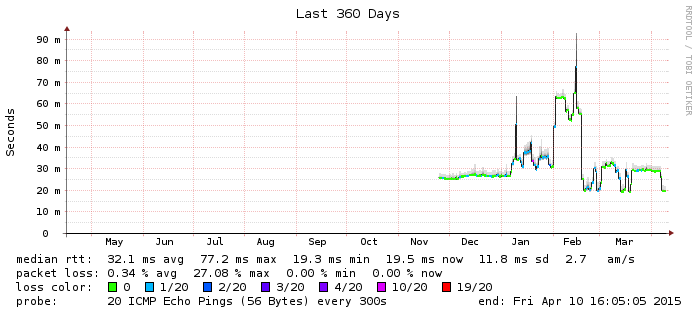 Last 360 Days
RRDTOOL / TOBI OETIKER
Seconds
90 m
80 m
70 m
60 m
50 m
40 m
30 m
20 m
10 m
0
May Jun Jul Aug Sep Oct Nov Dec Jan Feb Mar
median rtt: 32.1 ms avg 77.2 ms max 19.3 ms min 19.5 ms now 11.8 ms sd 2.7 am/s
packet loss: 0.34 % avg 27.08 % max 0.00 % min 0.00 % now
loss color: 0 1/20 2/20 3/20 4/20 10/20 19/20
probe: 20 ICMP Echo Pings (56 Bytes) every 300s end: Fri Apr 10 16:05:05 2015